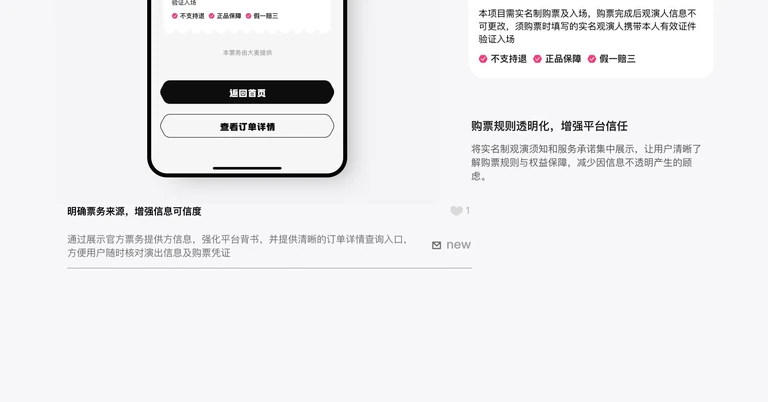 验证入场
不支持退 正品保障 假一赔三
本票务由大麦提供
返回首页
查看订单详情
明确票务来源，增强信息可信度
1
通过展示官方票务提供方信息，强化平台背书，并提供清晰的订单详情查询入口，
方便用户随时核对演出信息及购票凭证
new
本项目需实名制购票及入场，购票完成后观演人信息不
可更改，须购票时填写的实名观演人携带本人有效证件
验证入场
不支持退 正品保障 假一赔三
购票规则透明化，增强平台信任
将实名制观演须知和服务承诺集中展示，让用户清晰了
解购票规则与权益保障，减少因信息不透明产生的顾
虑。